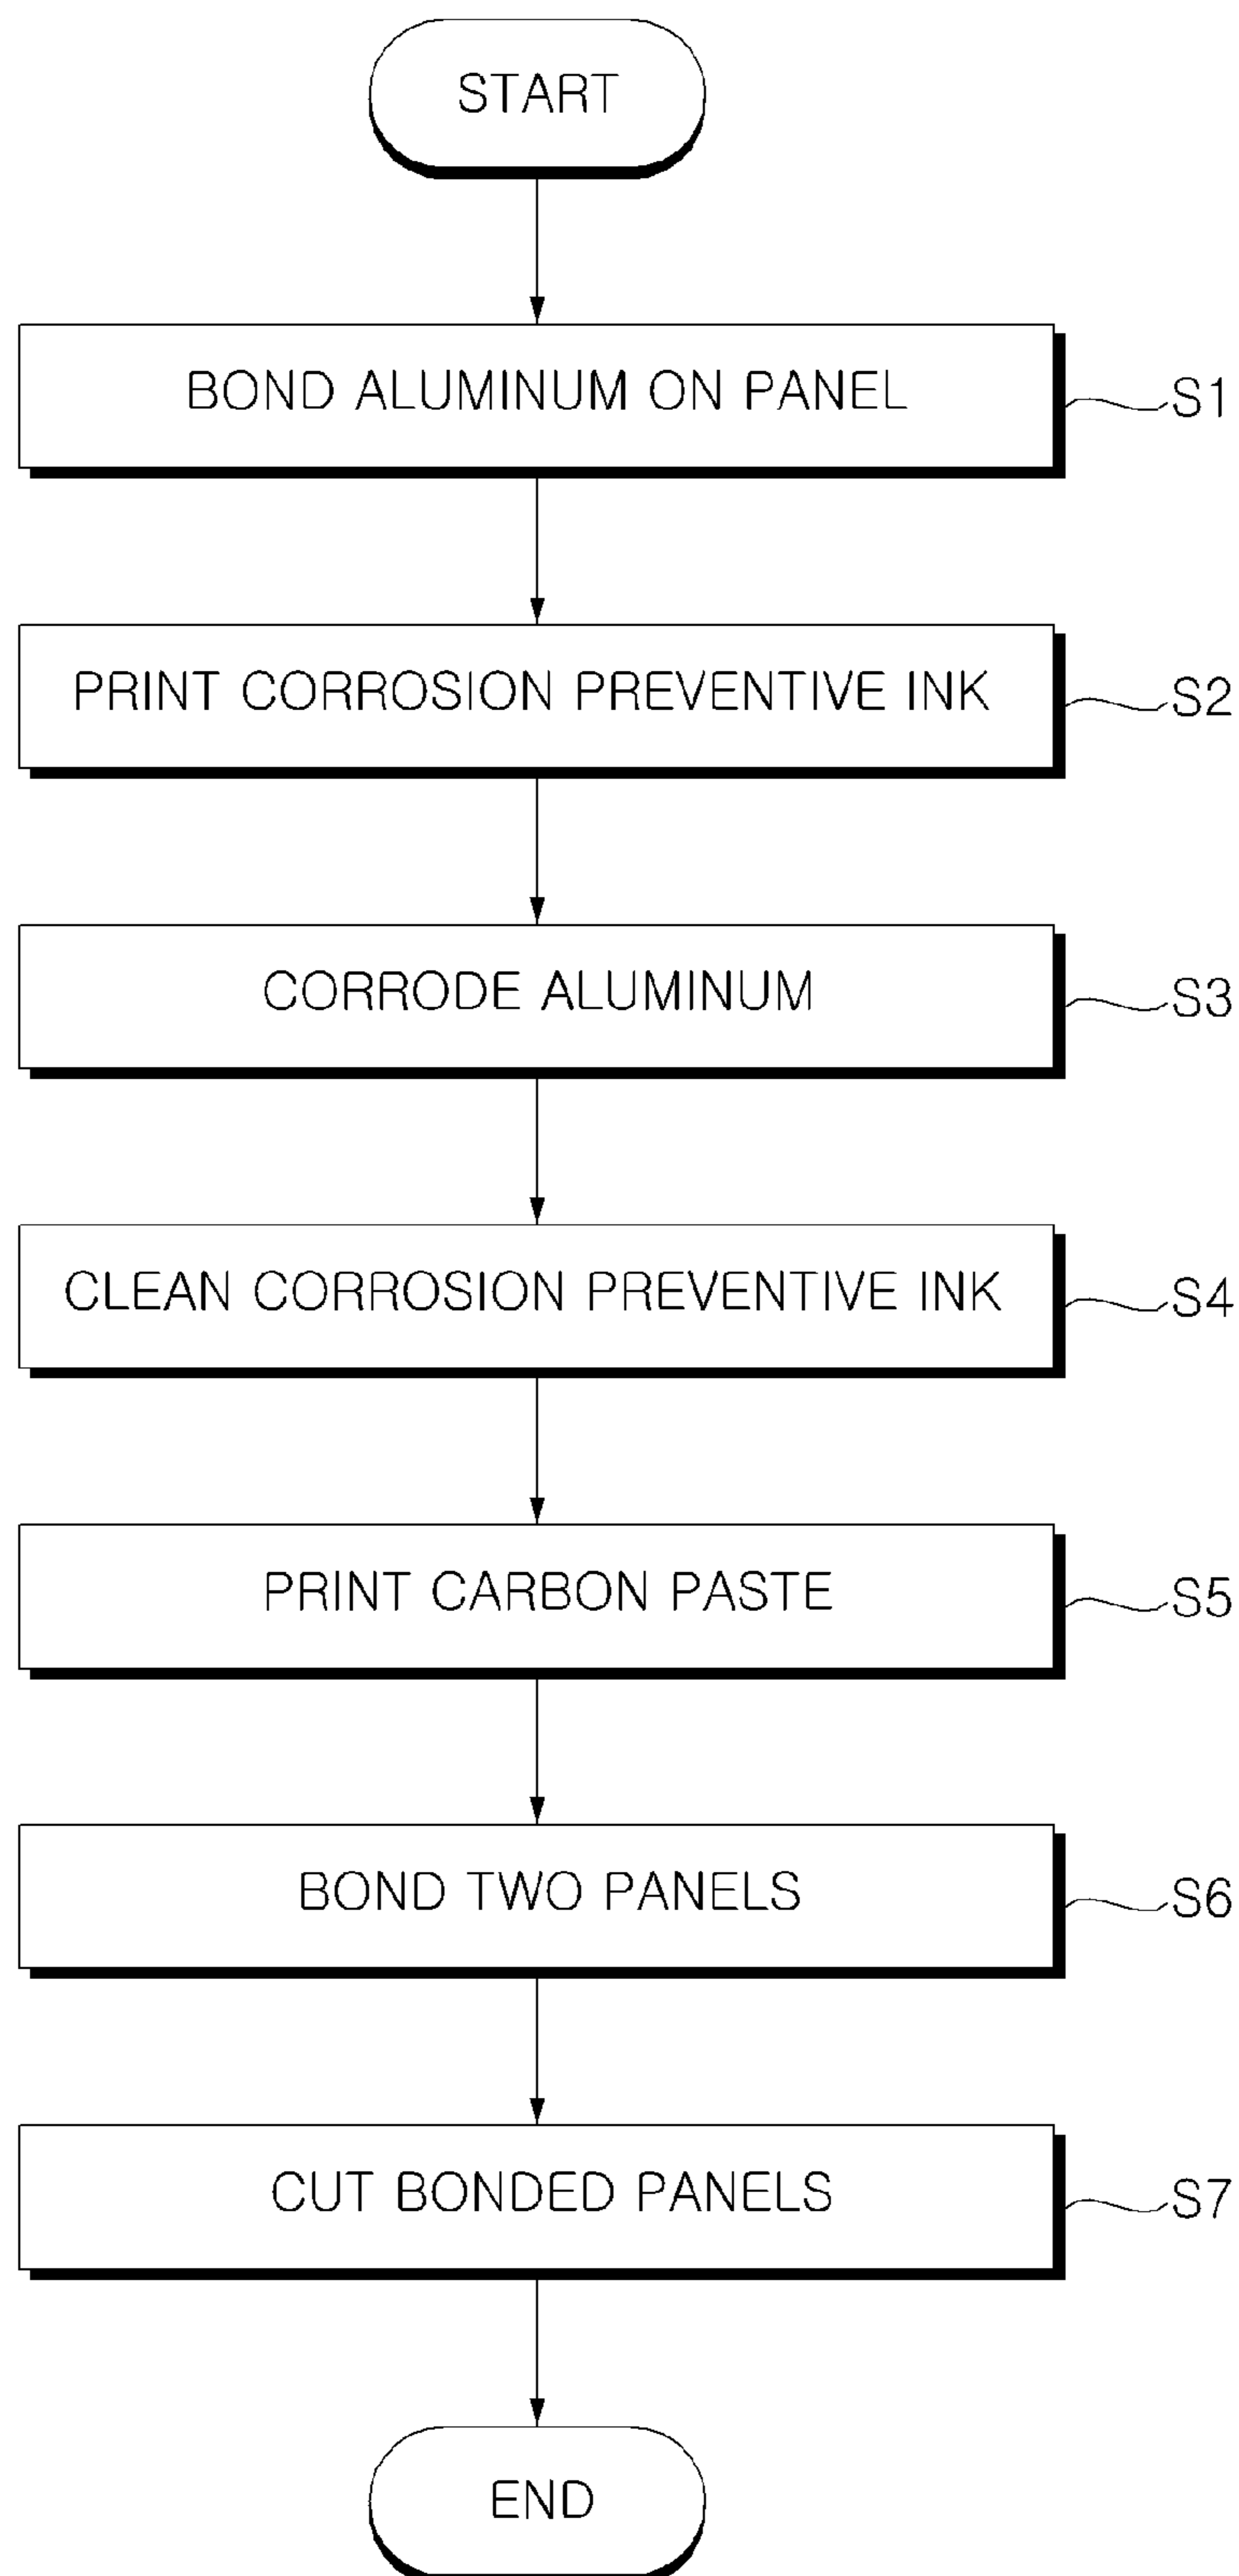 START
BOND ALUMINUM ON PANEL
S1
PRINT CORROSION PREVENTIVE INK
S2
CORRODE ALUMINUM
S3
CLEAN CORROSION PREVENTIVE INK
S4
PRINT CARBON PASTE
S5
BOND TWO PANELS
S6
CUT BONDED PANELS
S7
END